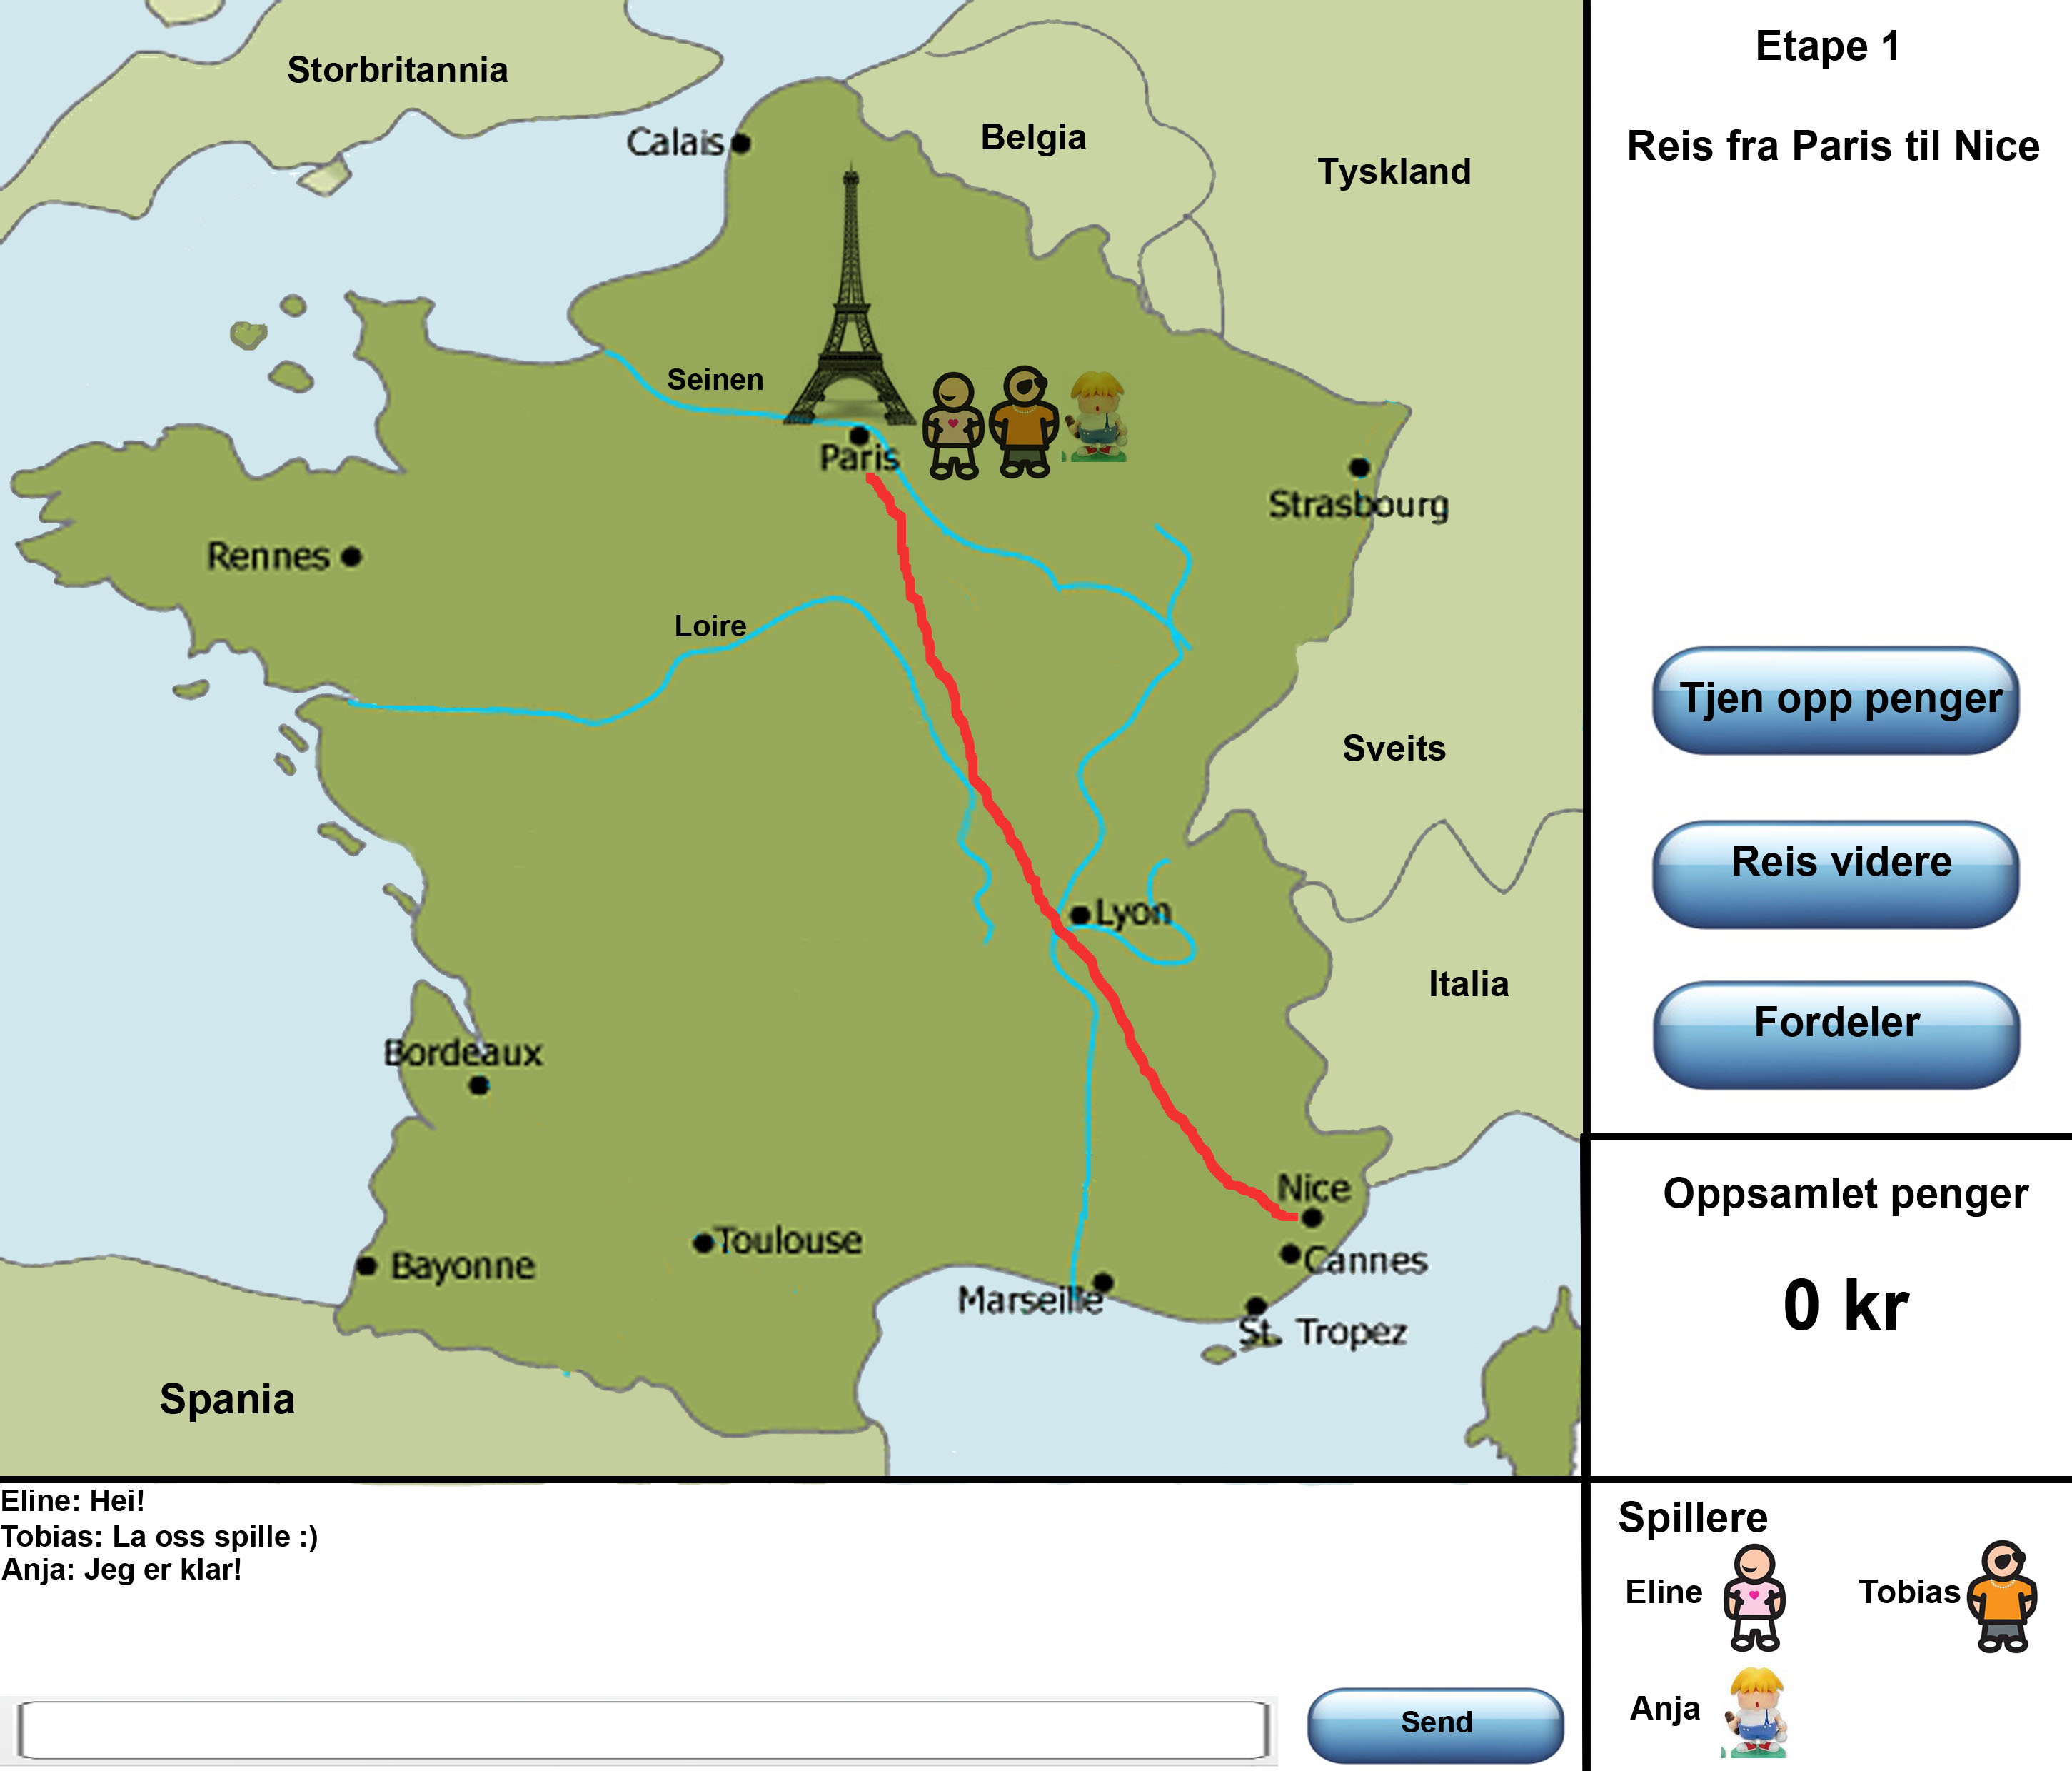 Storbritannia
Calais
Belgia
Tyskland
Seinen
Paris
Strasbourg
Rennes
Loire
Sveits
Lyon
Italia
Bordeaux
Nice
Toulouse
Cannes
Bayonne
Marseille
St. Tropez
Spania
Etape 1
Reis fra Paris til Nice
Tjen opp penger
Reis videre
Fordeler
Oppsamlet penger
0 kr
Eline: Hei!
Tobias: La oss spille :)
Anja: Jeg er klar!
Send
Spillere
Eline
Tobias
Anja